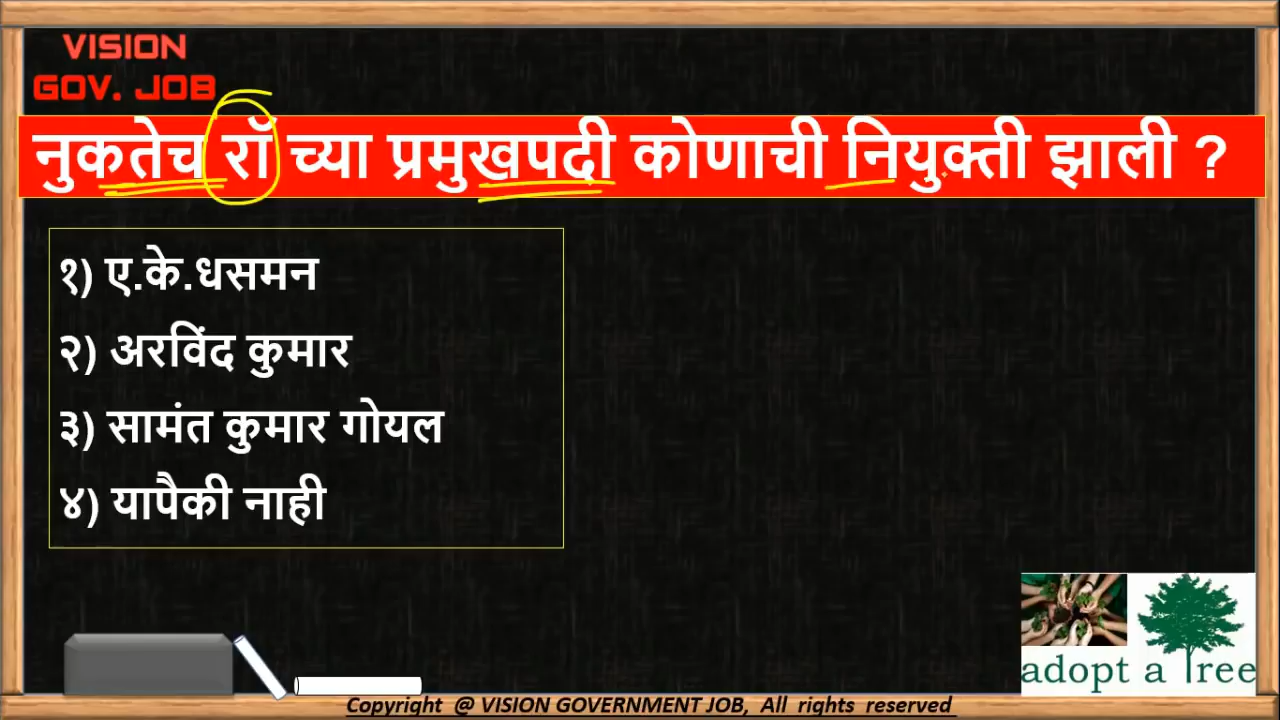 VISION
GOV. JOB
नुकतेच रॉ च्या प्रमुखपदी कोणाची नियुक्ती झाली ?
१) ए.के.धसमन
२) अरविंद कुमार
३) सामंत कुमार गोयल
४) यापैकी नाही
adopt a Tree
Copyright @ VISION GOVERNMENT JOB, All rights reserved